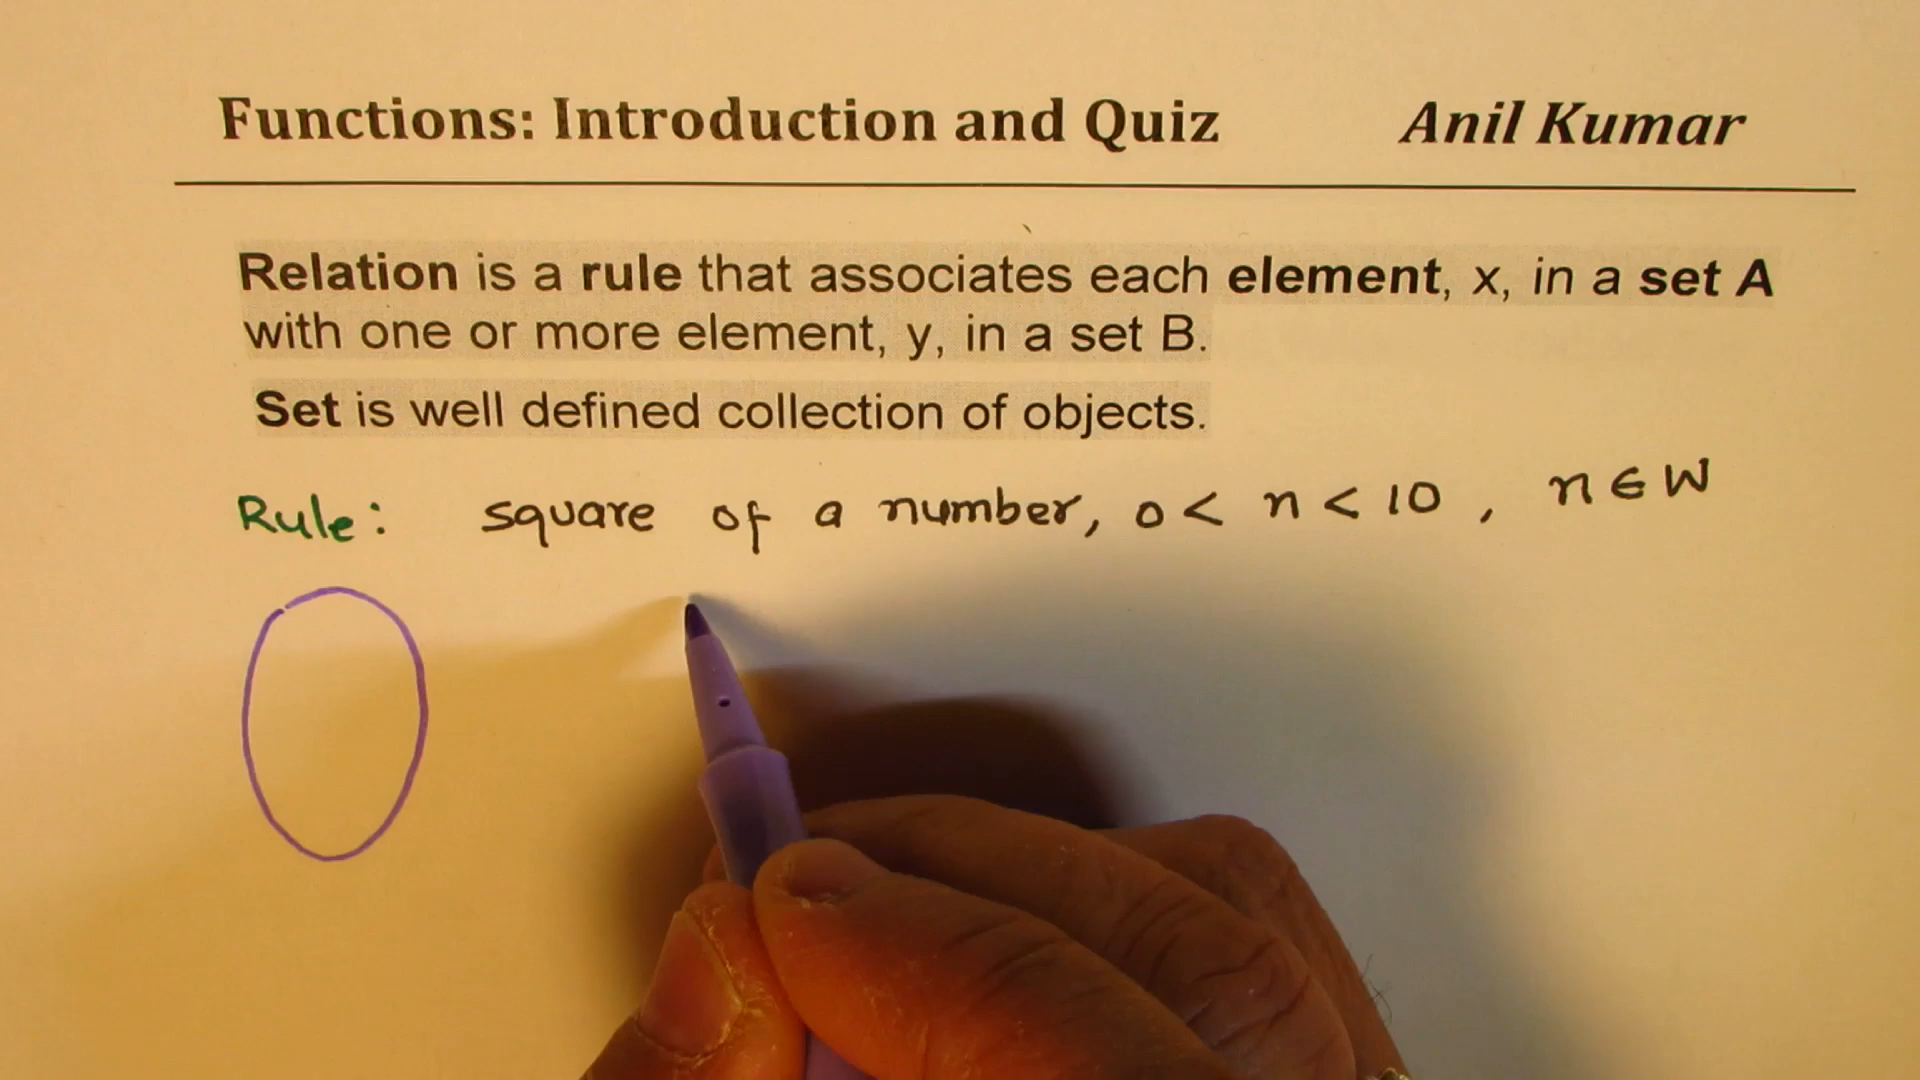 Functions: Introduction and Quiz Anil Kumar
Relation is a rule that associates each element, x, in a set A
with one or more element, y, in a set B.
Set is well defined collection of objects.
Rule: square of a number, 0 < n < 10 , n ∈ W